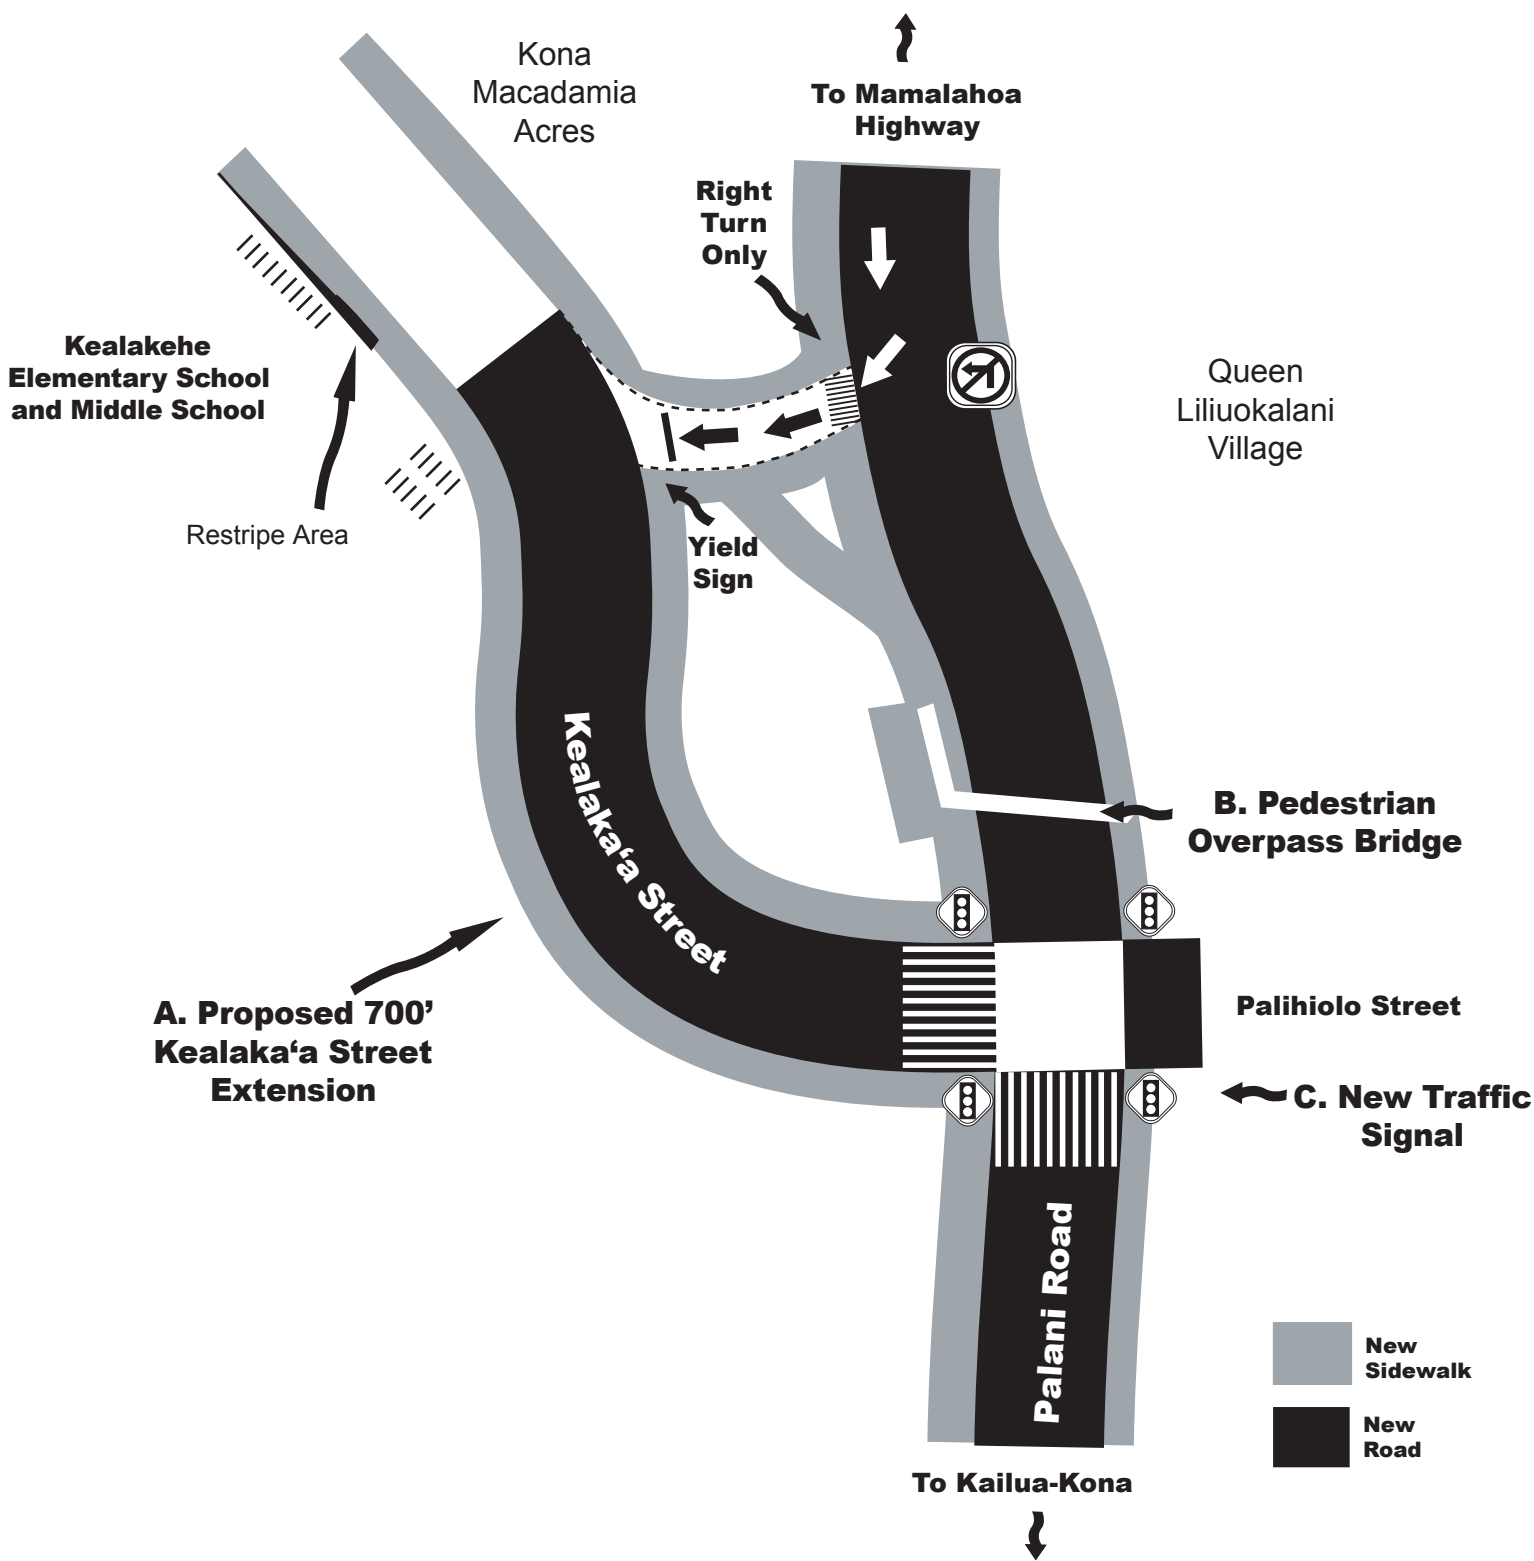 Kona
Macadamia
Acres
To Mamalahoa
Highway
Right
Turn
Only
Kealakehe
Elementary School
and Middle School
Queen
Liliuokalani
Village
Restripe Area
Yield
Sign
Kealaka‘a Street
B. Pedestrian
Overpass Bridge
A. Proposed 700’
Kealaka‘a Street
Extension
Palihiolo Street
C. New Traffic
Signal
Palani Road
New
Sidewalk
New
Road
To Kailua-Kona